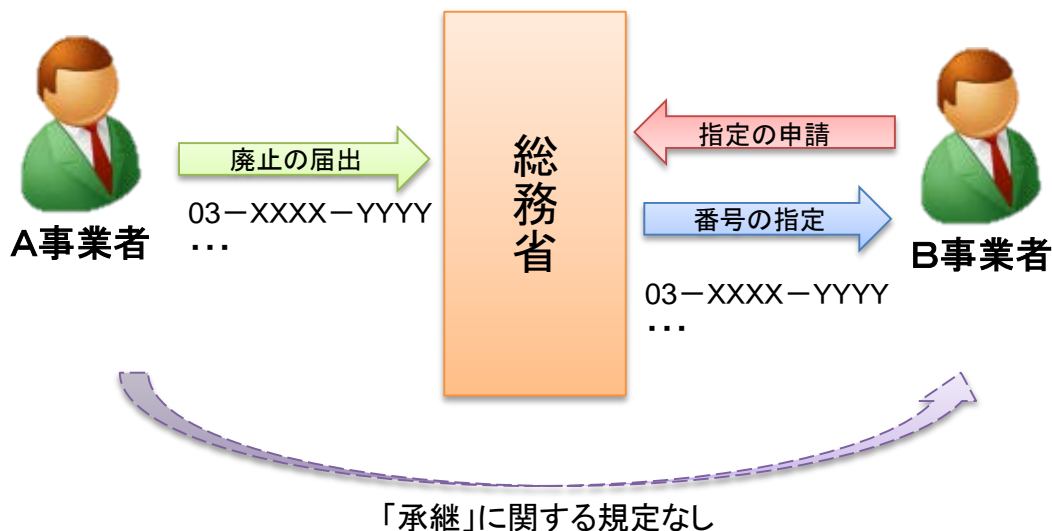 総務省
廃止の届出
指定の申請
03－XXXX－YYYY
・・・
番号の指定
A事業者
B事業者
03－XXXX－YYYY
・・・
「承継」に関する規定なし